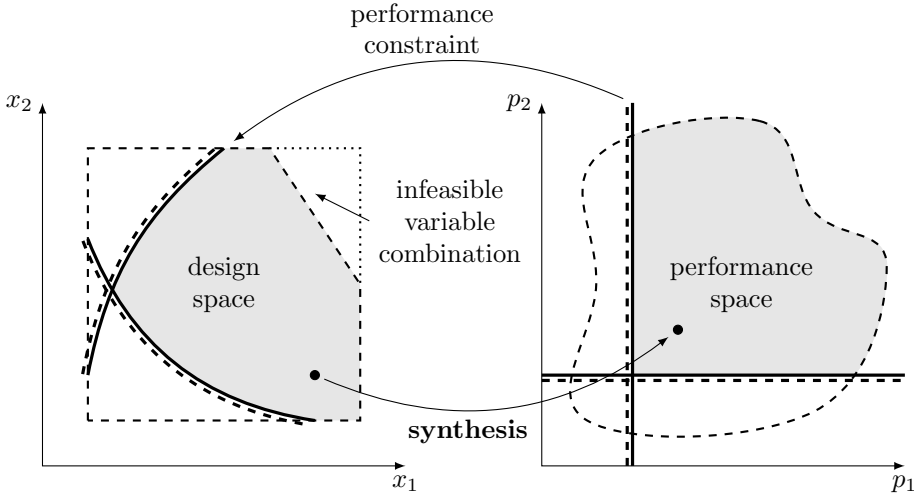 performance
constraint
x₂
p₂
infeasible
variable
combination
design
space
performance
space
synthesis
x₁
p₁